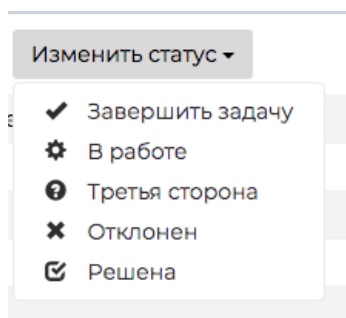 Изменить статус
Завершить задачу
В работе
Третья сторона
Отклонен
Решена